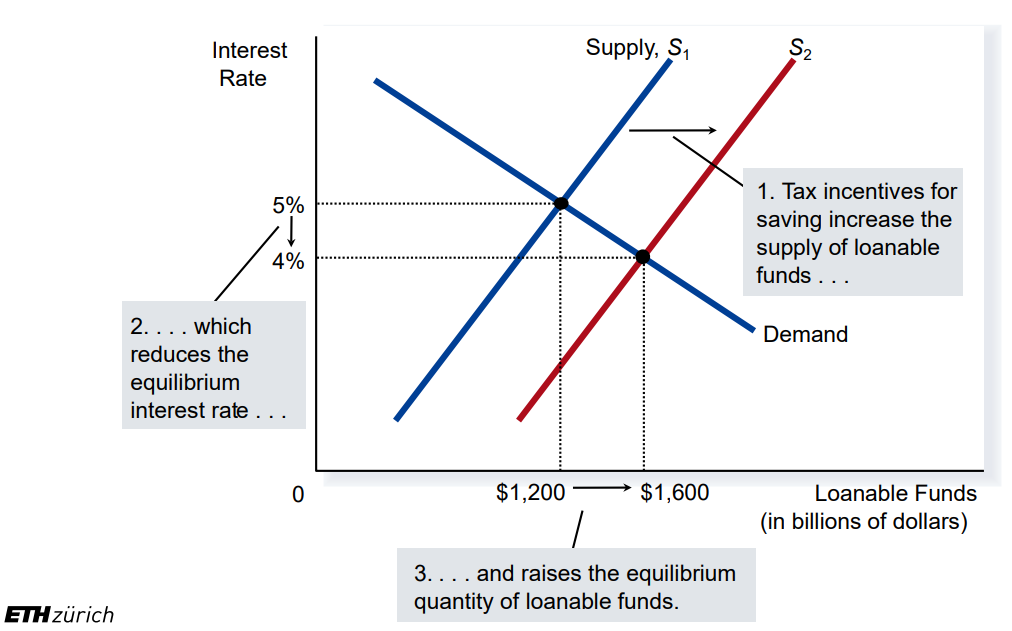 Interest
Rate
Supply, S1
S2
1. Tax incentives for
saving increase the
supply of loanable
funds . . .
5%
4%
2. . . . which
reduces the
equilibrium
interest rate . . .
Demand
0
$1,200
$1,600
Loanable Funds
(in billions of dollars)
3. . . . and raises the equilibrium
quantity of loanable funds.
ETH zürich